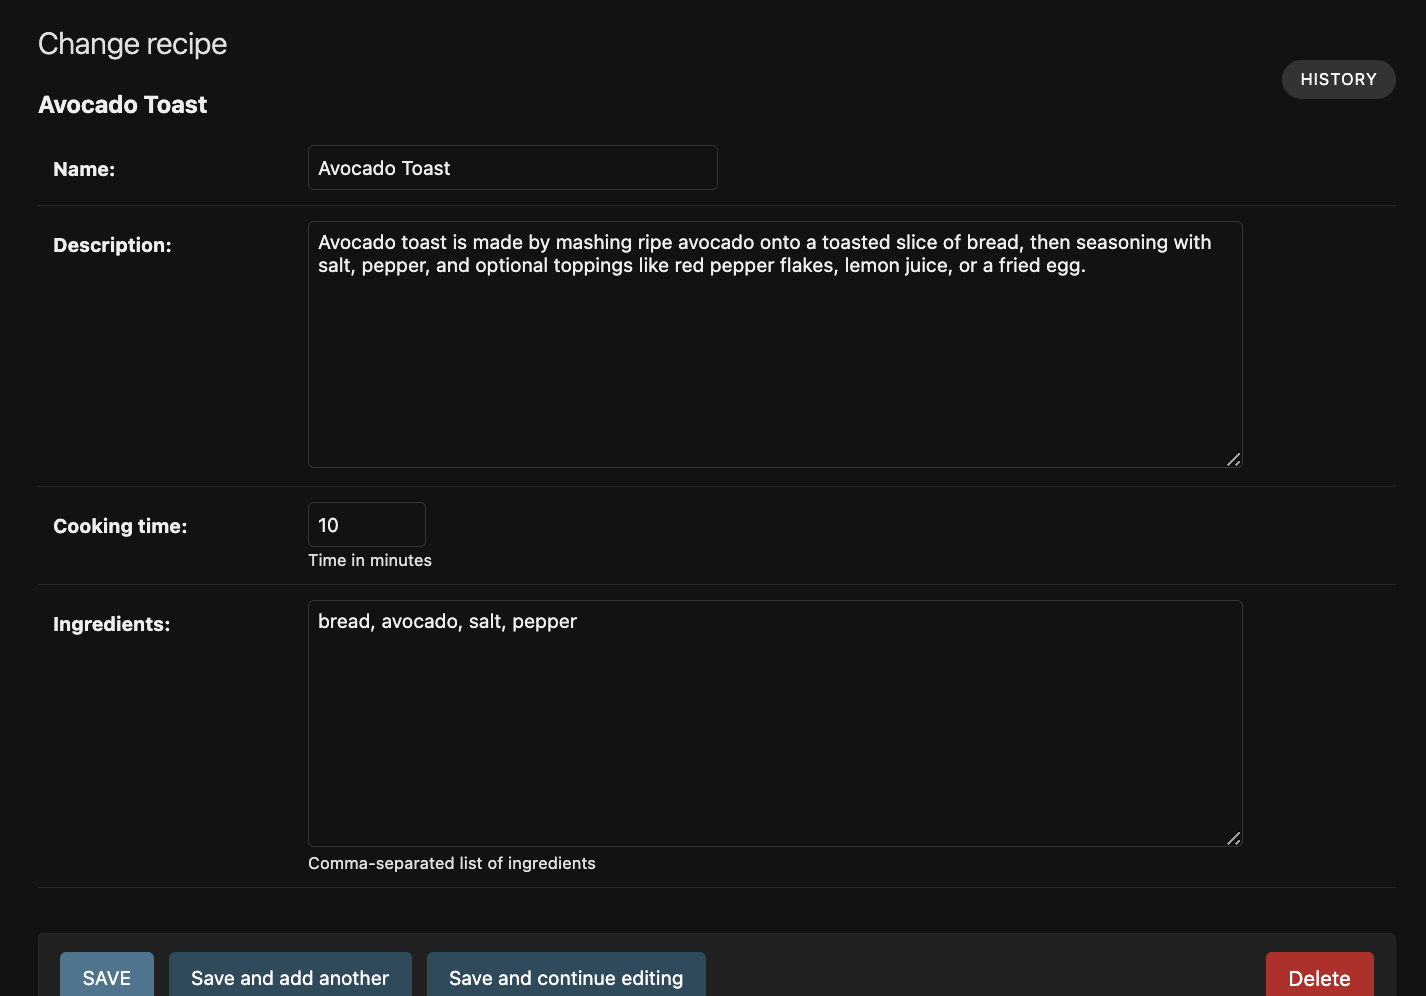 Change recipe
HISTORY
Avocado Toast
Name:
Avocado Toast
Description:
Avocado toast is made by mashing ripe avocado onto a toasted slice of bread, then seasoning with
salt, pepper, and optional toppings like red pepper flakes, lemon juice, or a fried egg.
Cooking time:
10
Time in minutes
Ingredients:
bread, avocado, salt, pepper
Comma-separated list of ingredients
SAVE
Save and add another
Save and continue editing
Delete